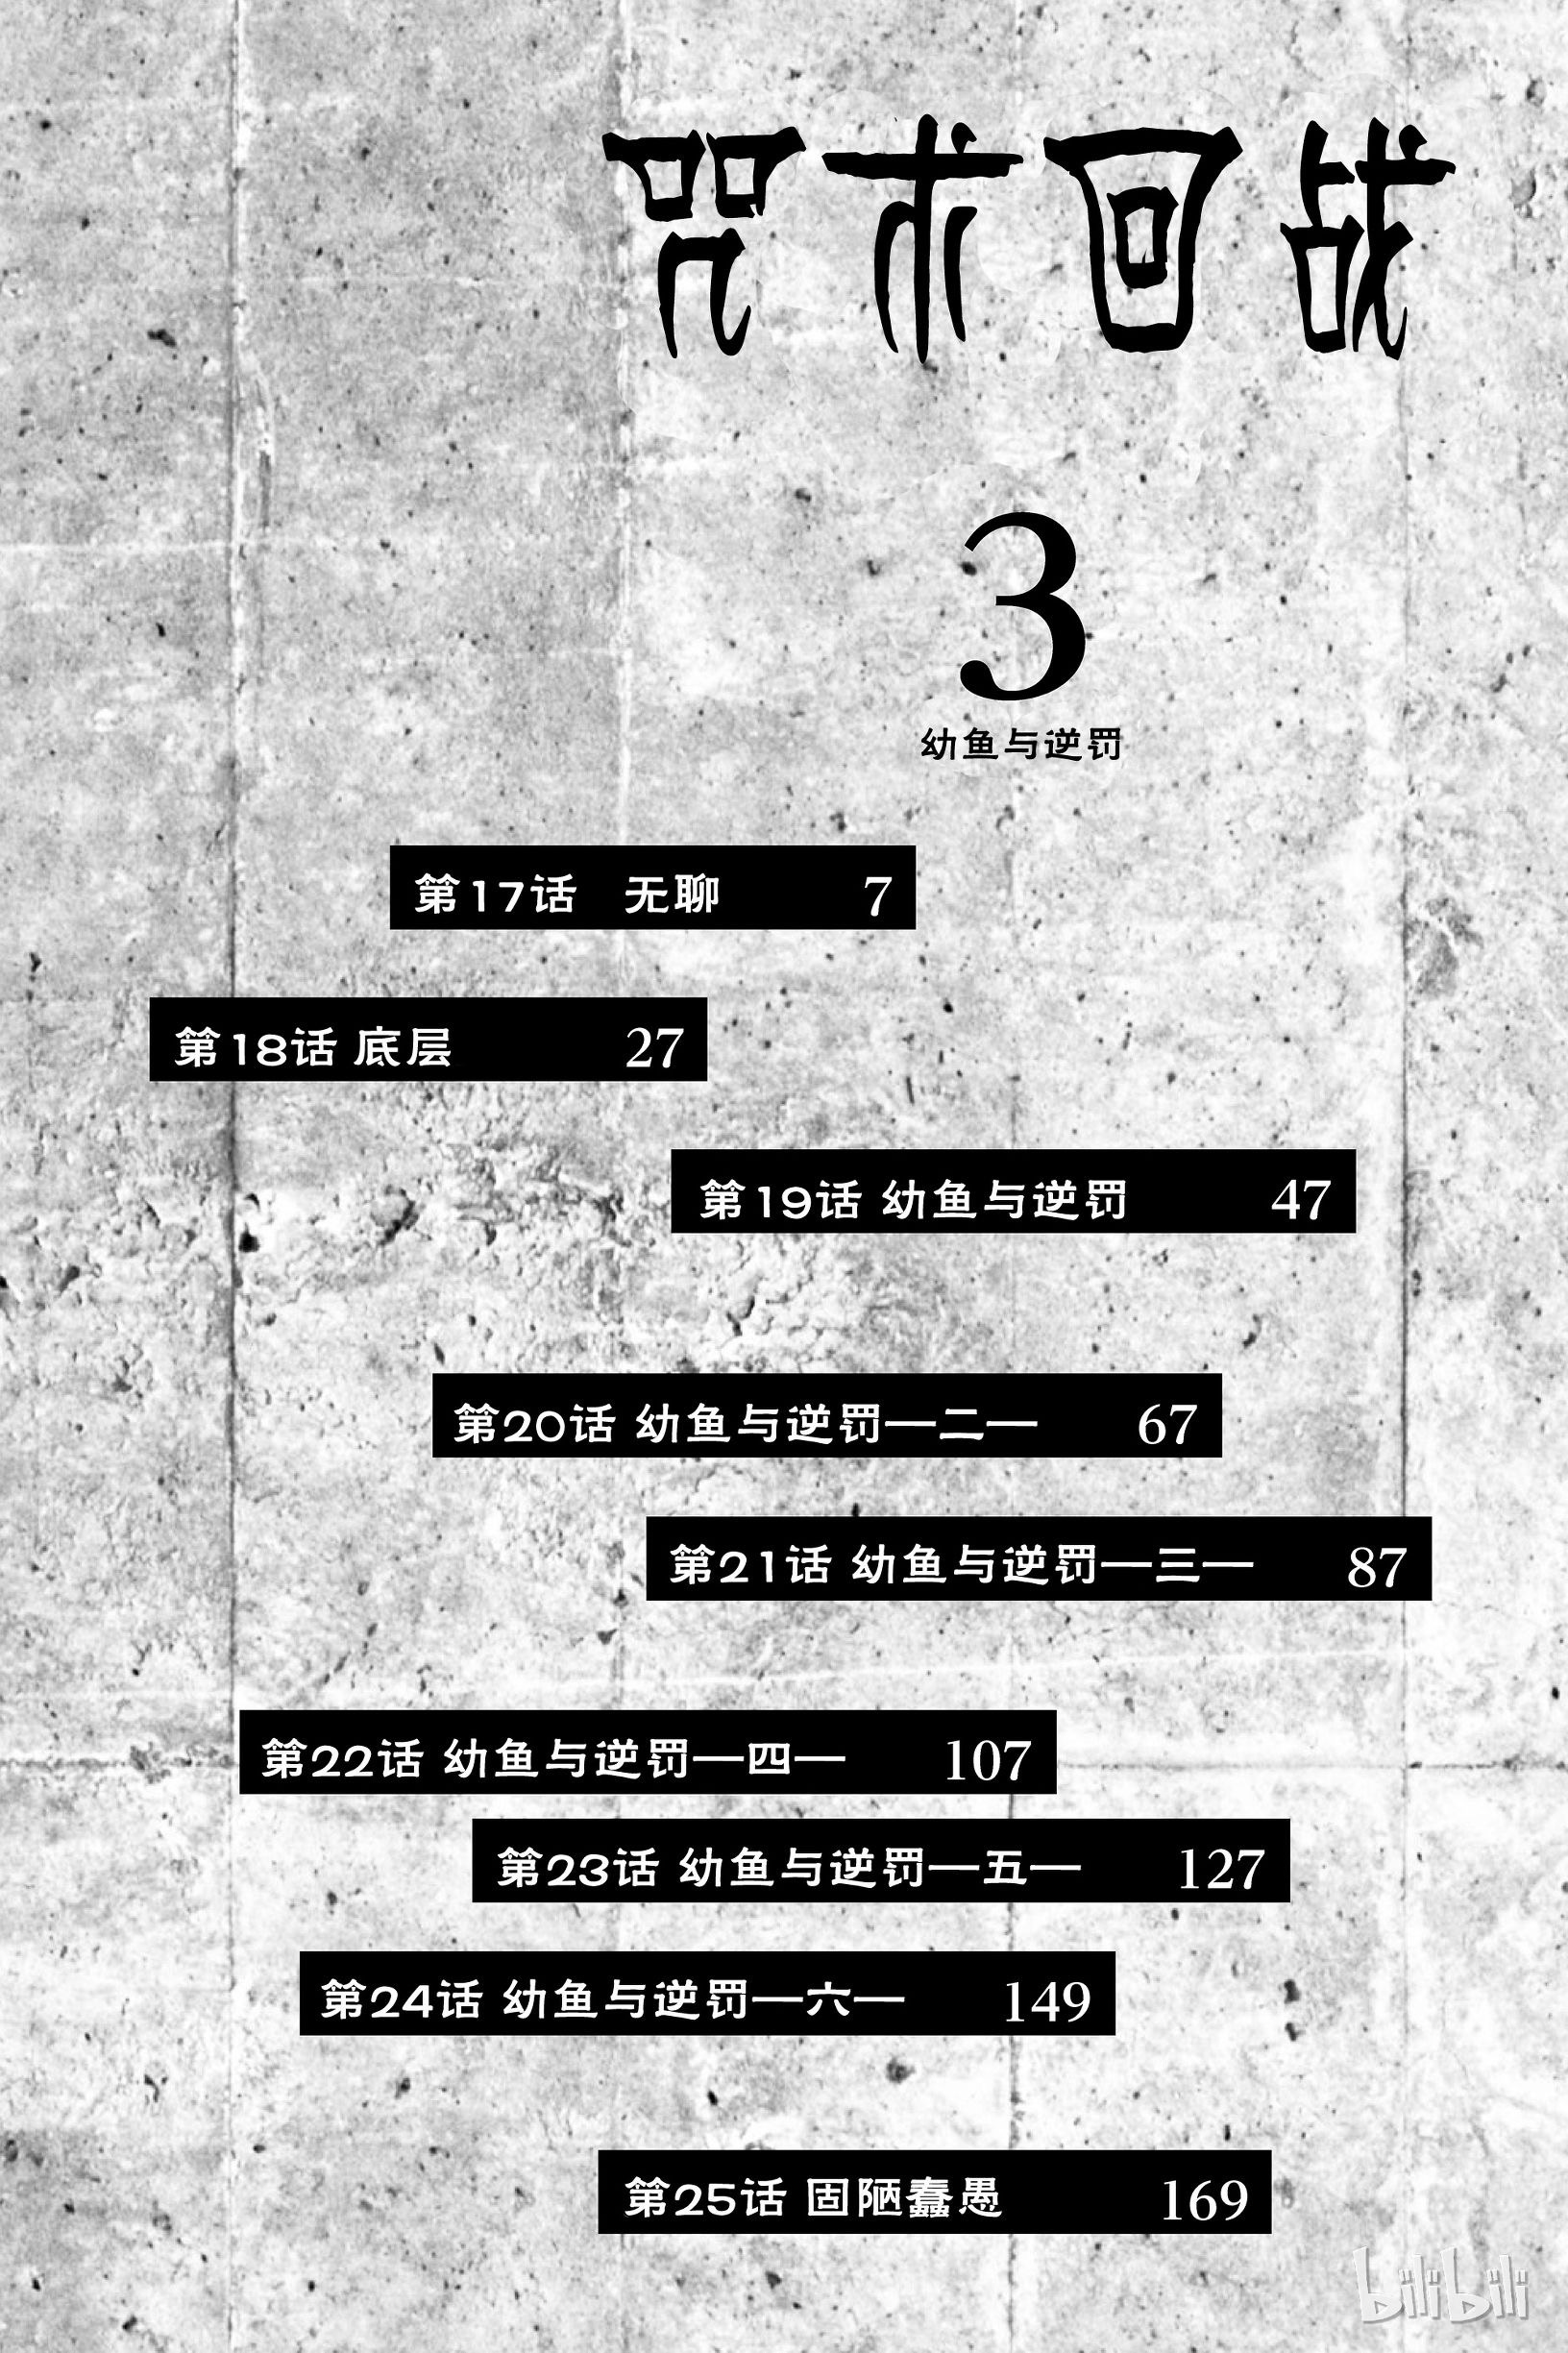 咒术回战
3
幼鱼与逆罚
第17话 无聊 7
第18话 底层 27
第19话 幼鱼与逆罚 47
第20话 幼鱼与逆罚—二— 67
第21话 幼鱼与逆罚—三— 87
第22话 幼鱼与逆罚—四— 107
第23话 幼鱼与逆罚—五— 127
第24话 幼鱼与逆罚—六— 149
第25话 固陋蠢愚 169
bilibili